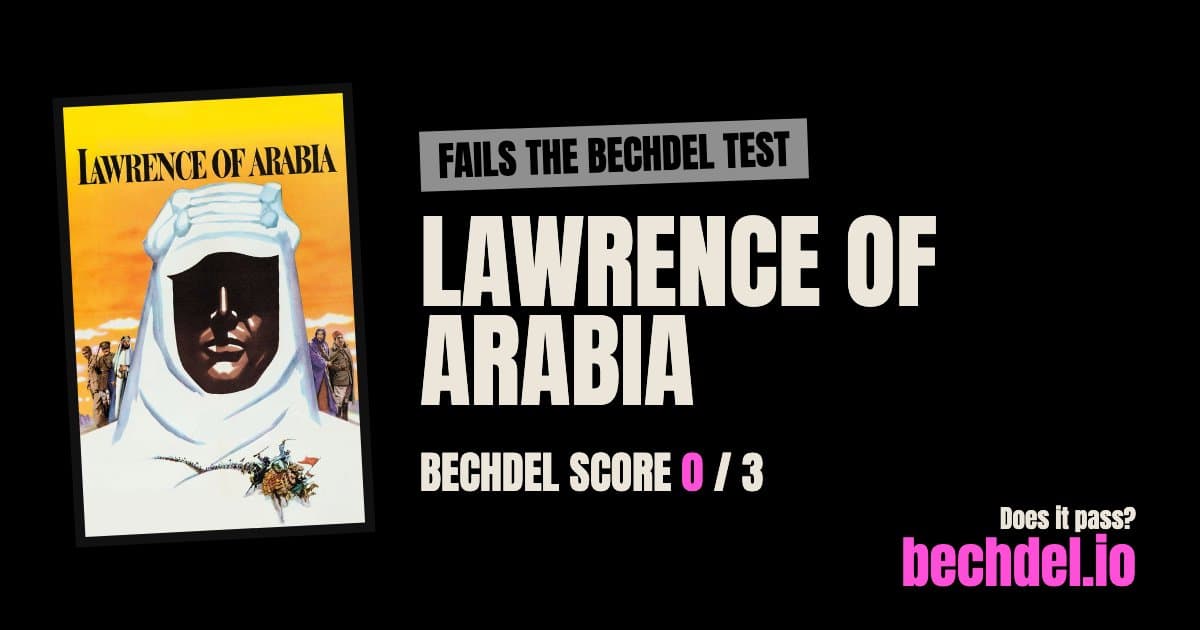 LAWRENCE OF ARABIA
FAILS THE BECHDEL TEST
LAWRENCE OF
ARABIA
BECHDEL SCORE 0 / 3
Does it pass?
bechdel.io